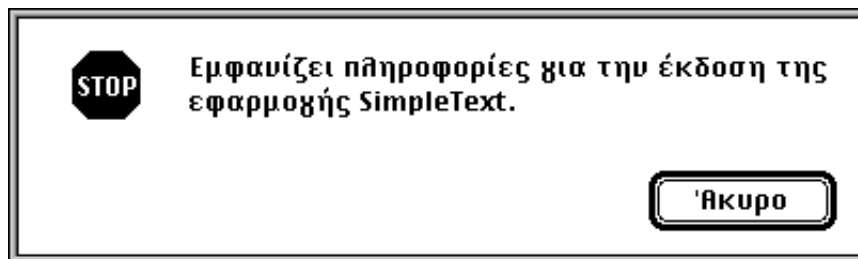 STOP
Εμφανίζει πληροφορίες για την έκδοση της
εφαρμογής SimpleText.
Άκυρο